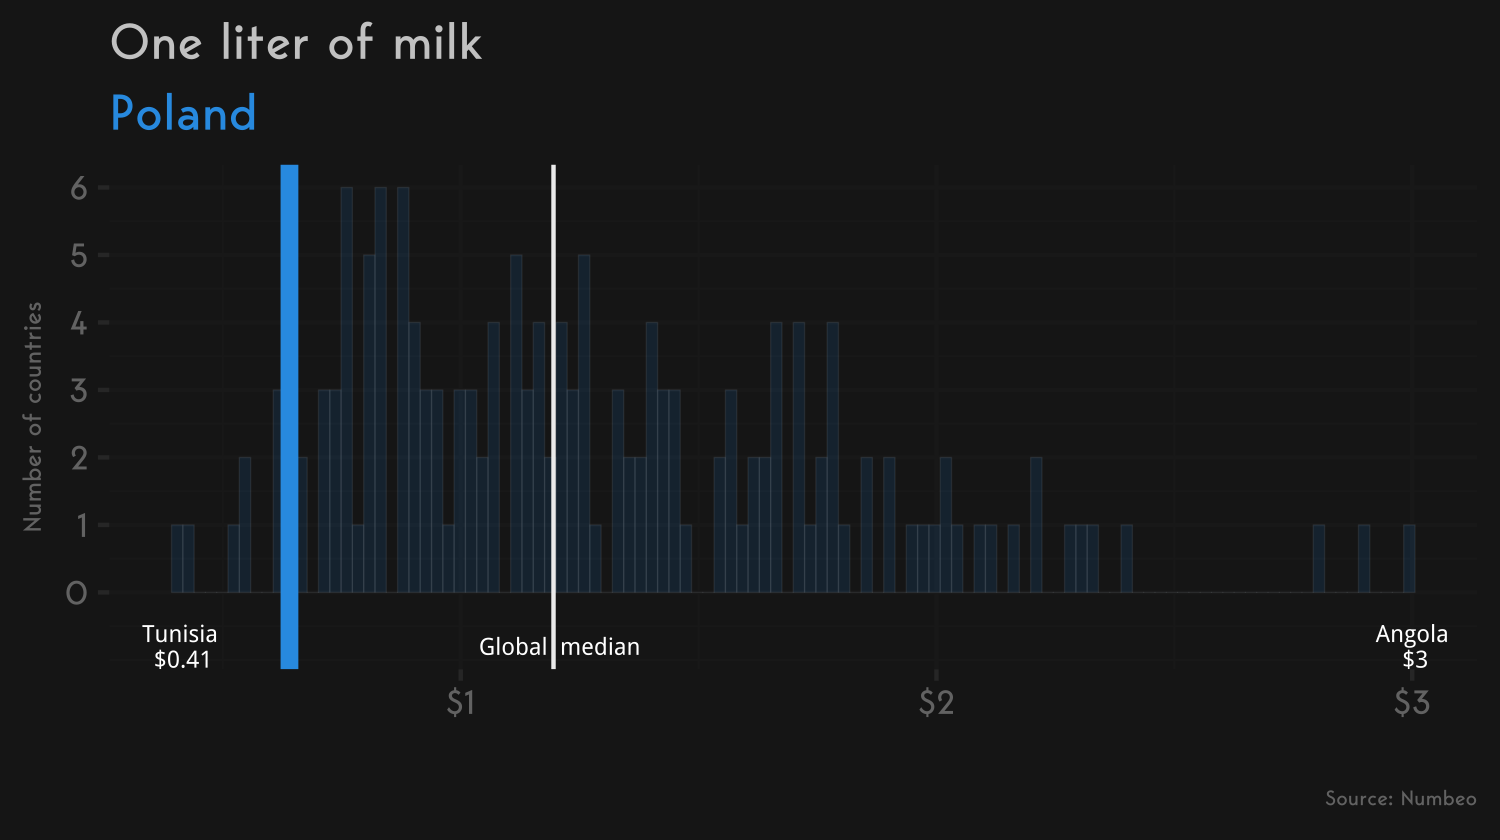 One liter of milk
Poland
Number of countries
6
5
4
3
2
1
0
Tunisia
$0.41
Global median
Angola
$3
$1
$2
$3
Source: Numbeo